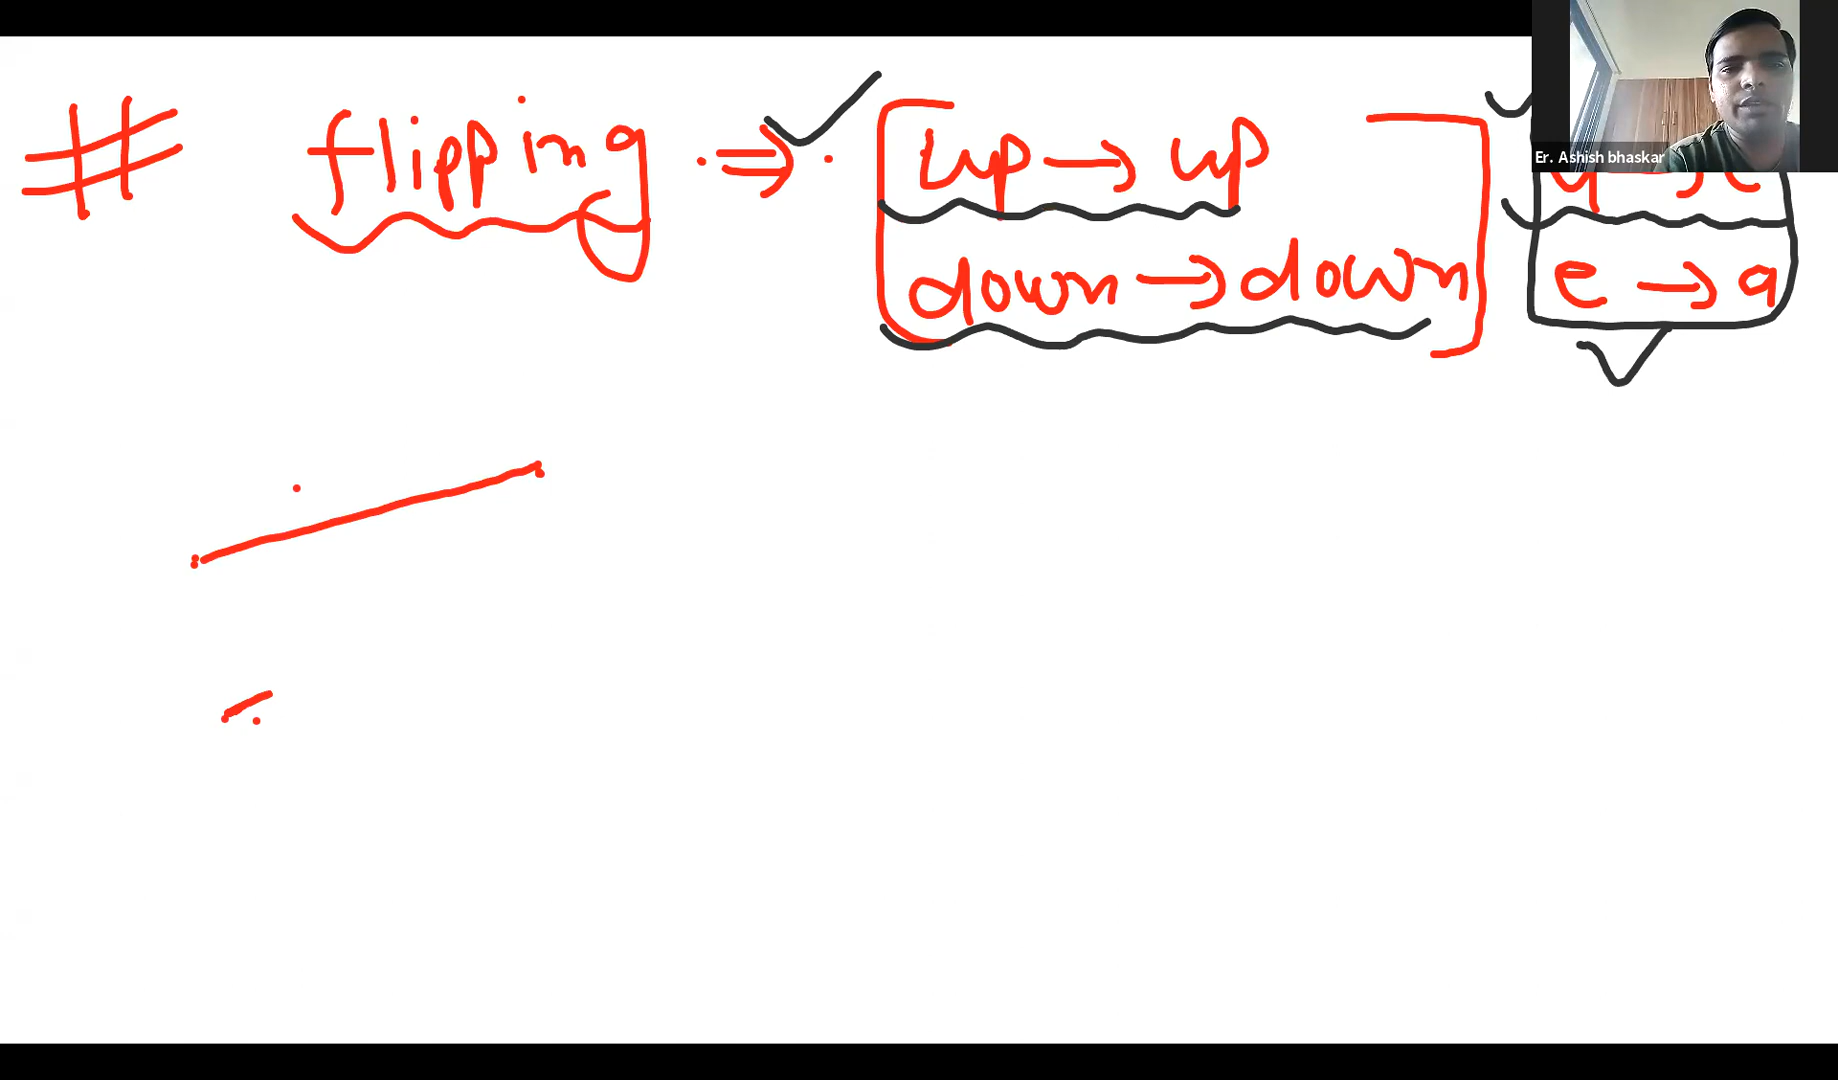 # flipping ⇒ up → up
down → down e → a
Er. Ashish bhaskar